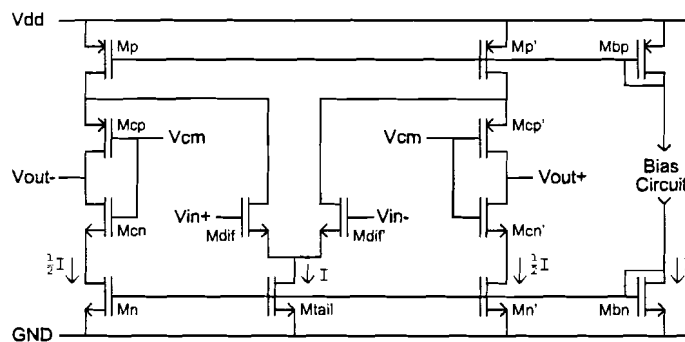 Vdd
Mp
Mp'
Mbp
Mcp
Vcm
Vcm
Mcp'
Vout-
Vout+
Bias
Circuit
Vin+
Vin-
Mcn
Mdif
Mdif'
Mcn'
½I
I
½I
Mn
Mtail
Mn'
Mbn
GND